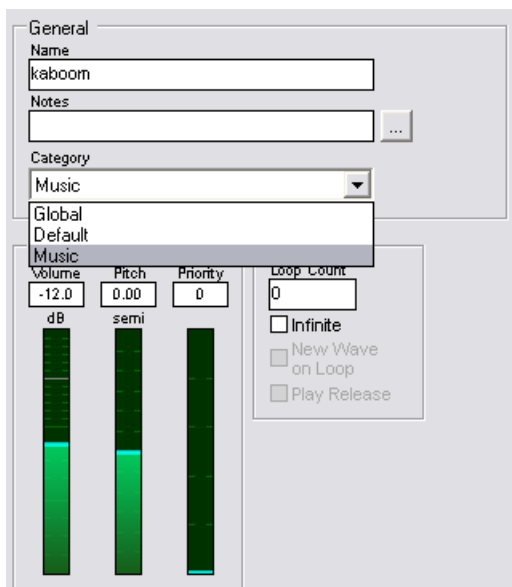 General
Name
kaboom
Notes
...
Category
Music
Global
Default
Music
Volume Pitch Priority
-12.0 0.00 0
dB semi
Loop Count
0
Infinite
New Wave
on Loop
Play Release